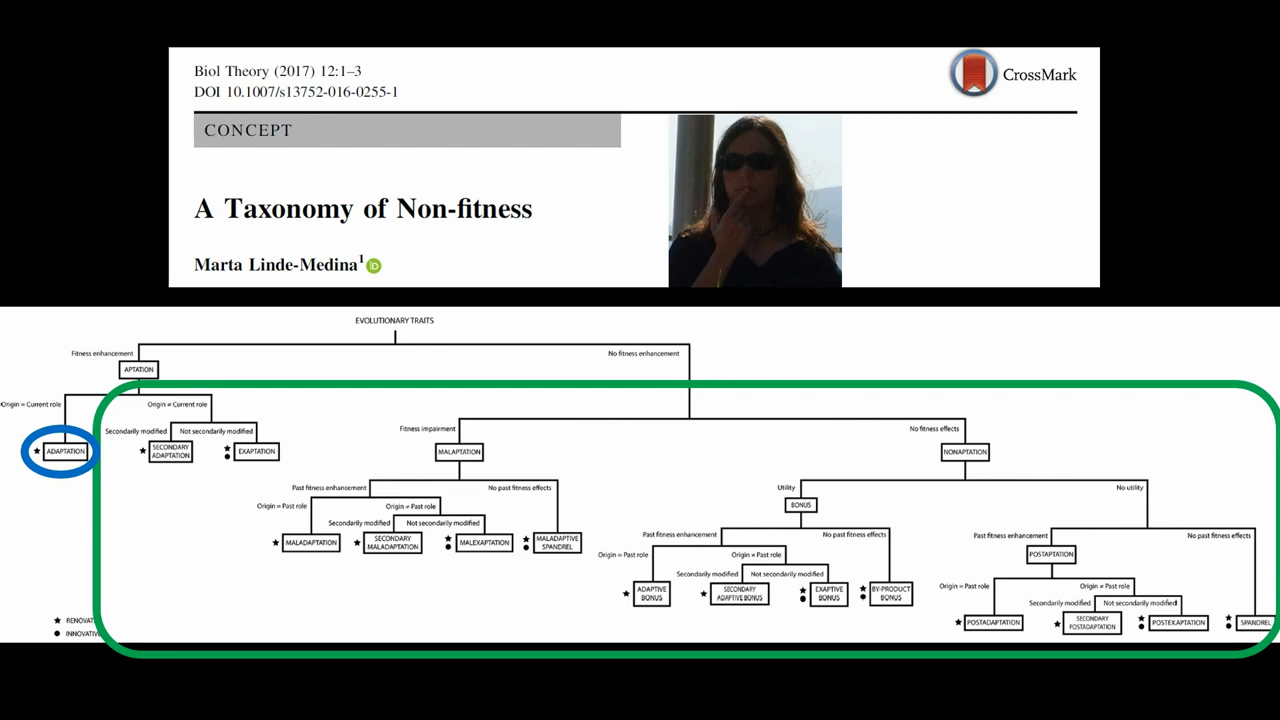 Biol Theory (2017) 12:1–3
DOI 10.1007/s13752-016-0255-1
CrossMark
CONCEPT
A Taxonomy of Non-fitness
Marta Linde-Medina1
iD
EVOLUTIONARY TRAITS
Fitness enhancement
No fitness enhancement
APTATION
Origin = Current role
Origin ≠ Current role
Secondarily modified
Not secondarily modified
ADAPTATION
SECONDARY
ADAPTATION
EXAPTATION
Fitness impairment
No fitness effects
MALAPTATION
NONAPTATION
Past fitness enhancement
No past fitness effects
Origin = Past role
Origin ≠ Past role
Secondarily modified
Not secondarily modified
MALADAPTATION
SECONDARY
MALADAPTATION
MALEXAPTATION
MALADAPTIVE
SPANDREL
Utility
No utility
BONUS
Past fitness enhancement
No past fitness effects
Origin = Past role
Origin ≠ Past role
Secondarily modified
Not secondarily modified
ADAPTIVE
BONUS
SECONDARY
ADAPTIVE BONUS
EXAPTIVE
BONUS
BY-PRODUCT
BONUS
Past fitness enhancement
No past fitness effects
POSTAPTATION
Origin = Past role
Origin ≠ Past role
Secondarily modified
Not secondarily modified
POSTADAPTATION
SECONDARY
POSTADAPTATION
POSTEXAPTATION
SPANDREL